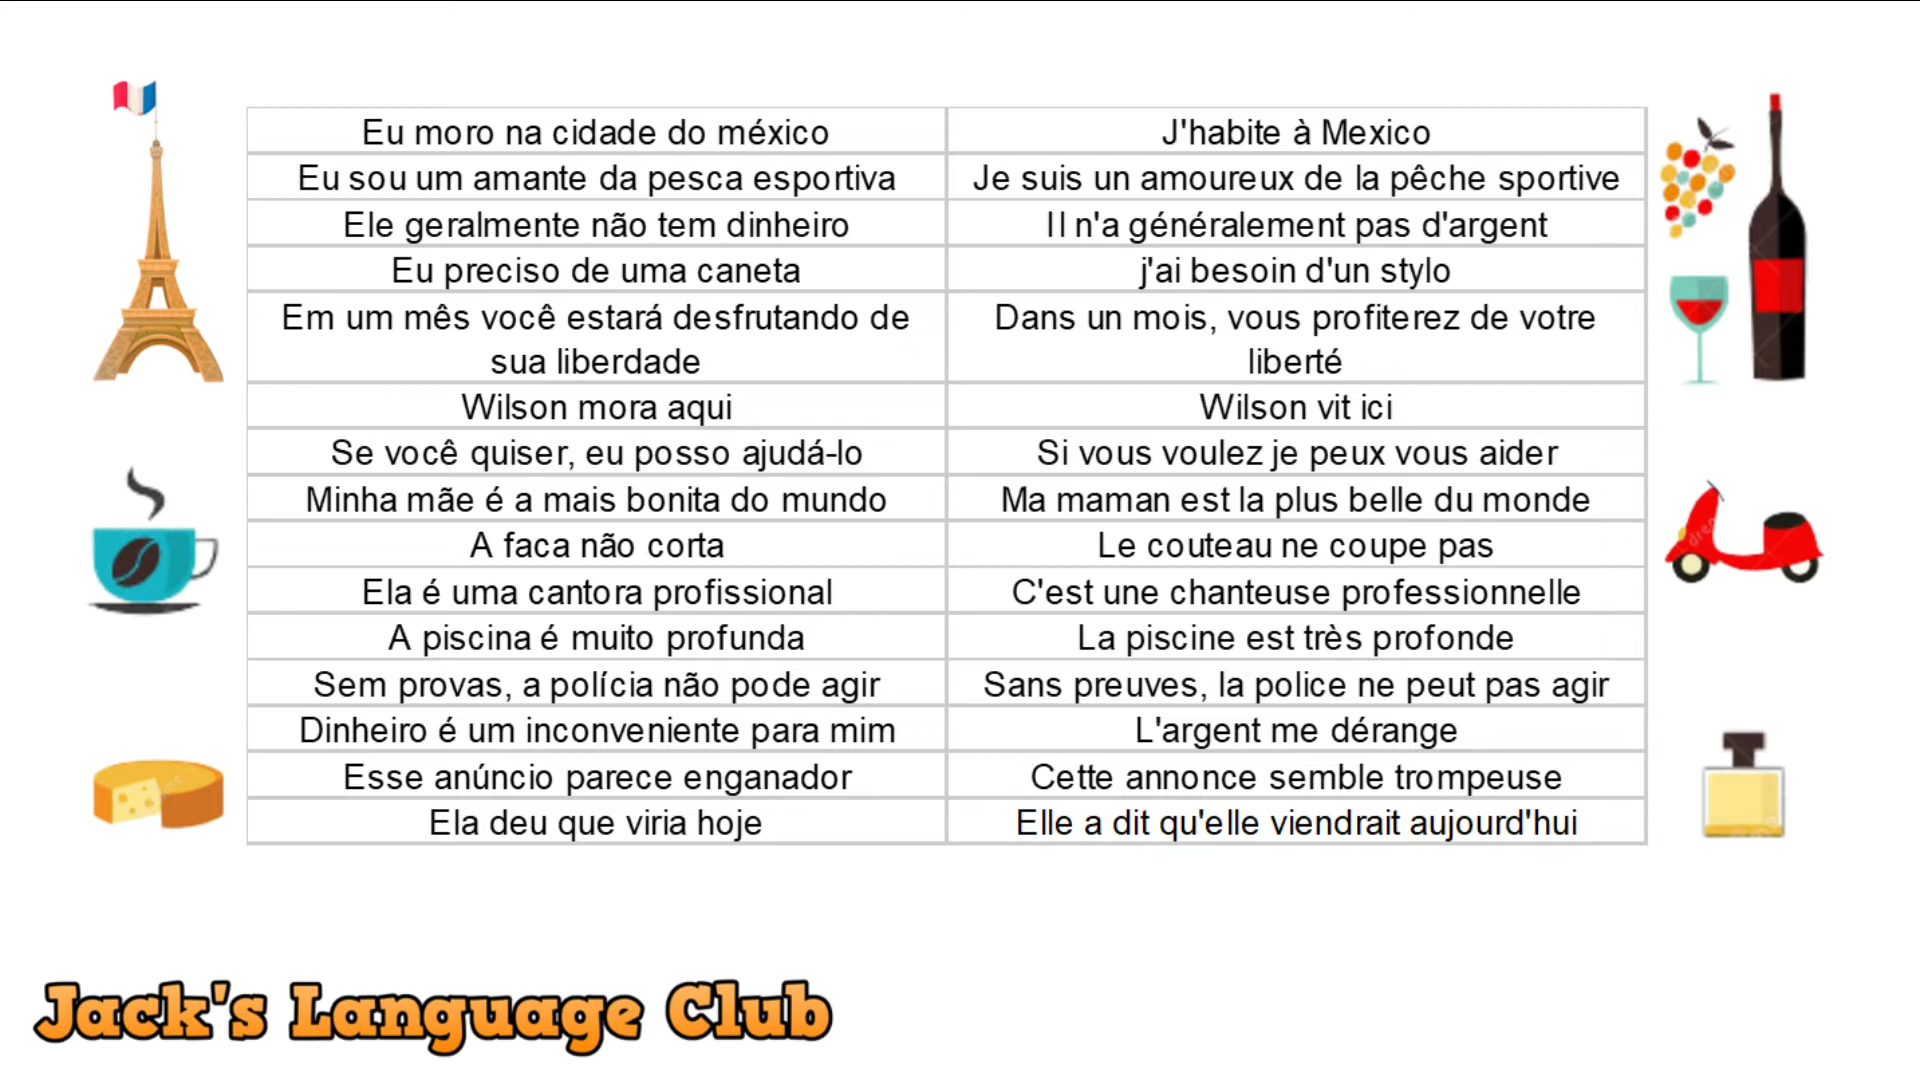 Eu moro na cidade do méxico
J'habite à Mexico
Eu sou um amante da pesca esportiva
Je suis un amoureux de la pêche sportive
Ele geralmente não tem dinheiro
Il n'a généralement pas d'argent
Eu preciso de uma caneta
j'ai besoin d'un stylo
Em um mês você estará desfrutando de
sua liberdade
Dans un mois, vous profiterez de votre
liberté
Wilson mora aqui
Wilson vit ici
Se você quiser, eu posso ajudá-lo
Si vous voulez je peux vous aider
Minha mãe é a mais bonita do mundo
Ma maman est la plus belle du monde
A faca não corta
Le couteau ne coupe pas
Ela é uma cantora profissional
C'est une chanteuse professionnelle
A piscina é muito profunda
La piscine est très profonde
Sem provas, a polícia não pode agir
Sans preuves, la police ne peut pas agir
Dinheiro é um inconveniente para mim
L'argent me dérange
Esse anúncio parece enganador
Cette annonce semble trompeuse
Ela deu que viria hoje
Elle a dit qu'elle viendrait aujourd'hui
Jack's Language Club